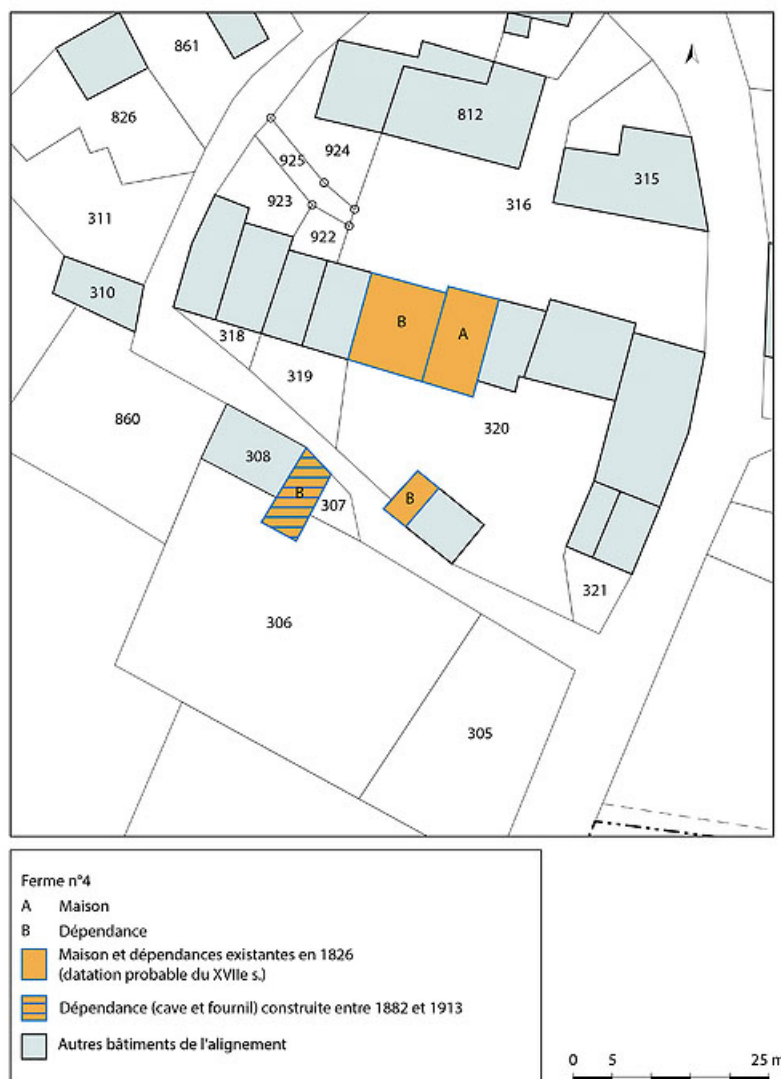 861
826
812
924
925
315
316
923
311
922
310
B
A
318
319
320
860
308
B
B
307
321
306
305
Ferme n°4
A Maison
B Dépendance
Maison et dépendances existantes en 1826
(datation probable du XVIIe s.)
Dépendance (cave et fournil) construite entre 1882 et 1913
Autres bâtiments de l'alignement
0 5 25 m